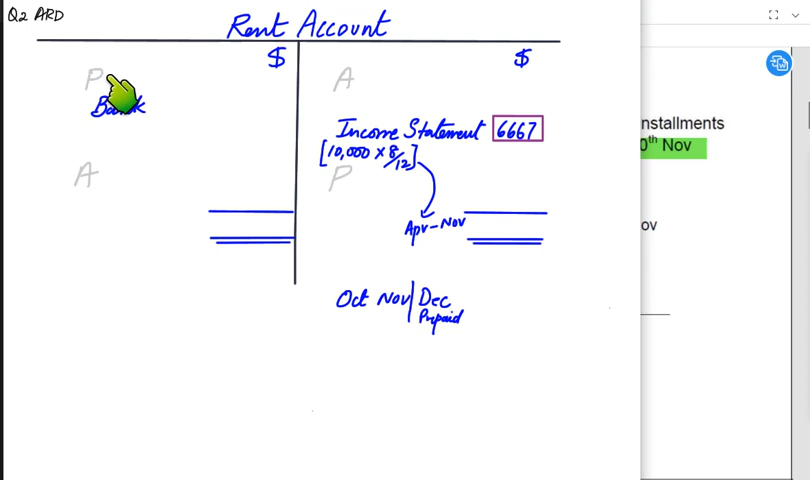 Q2 ARD
Rent Account
$ $
P A
Bank
Income Statement 6667
[10,000 × 8/12]
A P
Apr-Nov
Oct Nov Dec
Prepaid
nstallments
0th Nov
ov